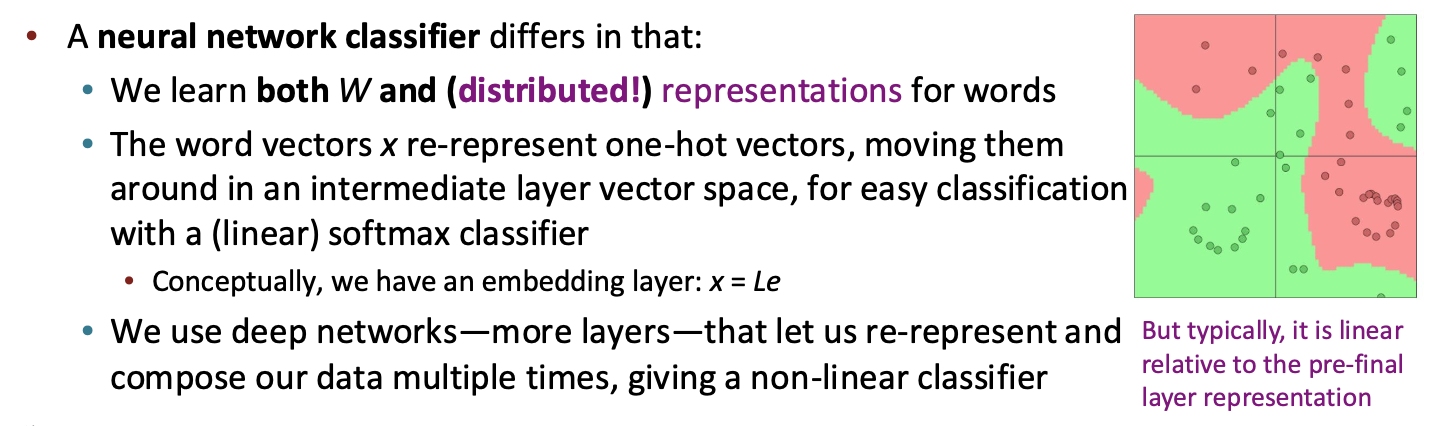 • A neural network classifier differs in that:
• We learn both W and (distributed!) representations for words
• The word vectors x re-represent one-hot vectors, moving them
around in an intermediate layer vector space, for easy classification
with a (linear) softmax classifier
• Conceptually, we have an embedding layer: x = Le
• We use deep networks—more layers—that let us re-represent and
compose our data multiple times, giving a non-linear classifier
But typically, it is linear
relative to the pre-final
layer representation